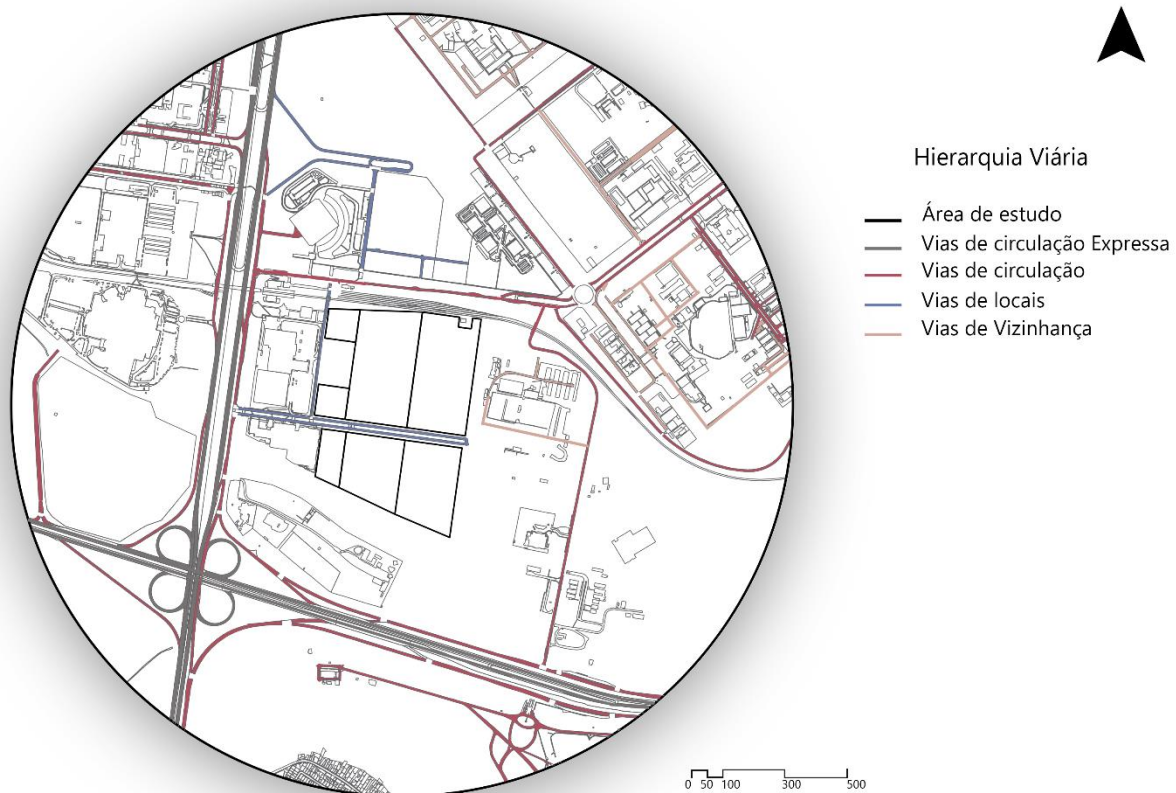 Hierarquia Viária
Área de estudo
Vias de circulação Expressa
Vias de circulação
Vias de locais
Vias de Vizinhança
0 50 100 300 500